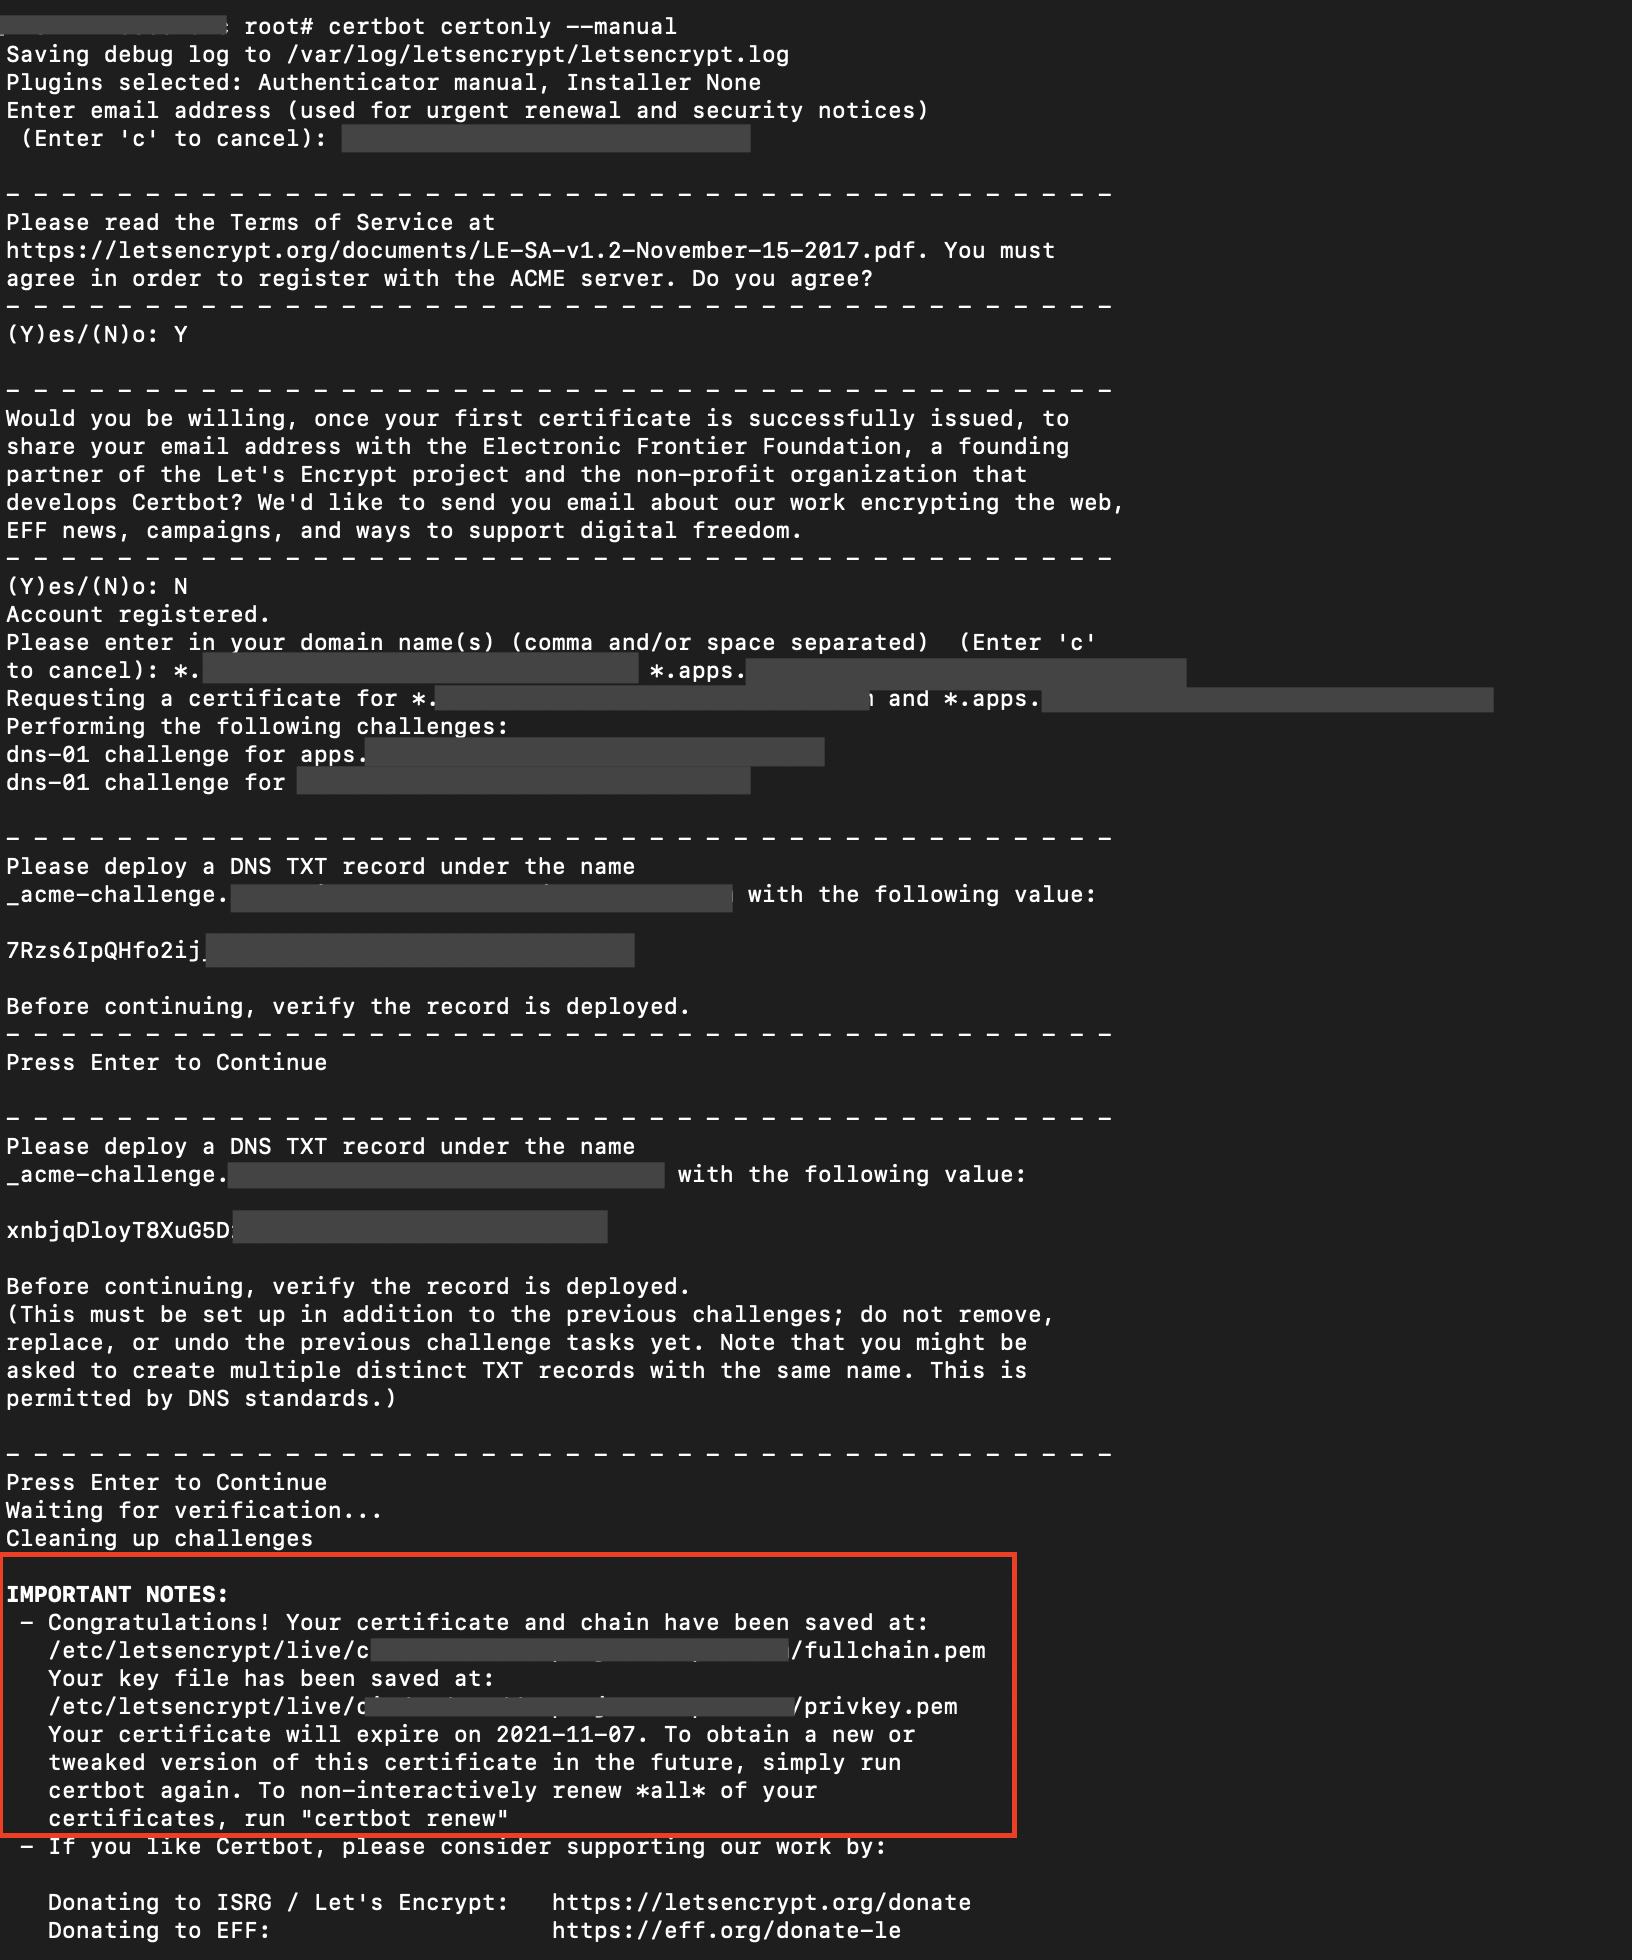 root# certbot certonly --manual
Saving debug log to /var/log/letsencrypt/letsencrypt.log
Plugins selected: Authenticator manual, Installer None
Enter email address (used for urgent renewal and security notices)
(Enter 'c' to cancel):
- - - - - - - - - - - - - - - - - - - - - - - - - - - - - - - - - - - - - - - -
Please read the Terms of Service at
https://letsencrypt.org/documents/LE-SA-v1.2-November-15-2017.pdf. You must
agree in order to register with the ACME server. Do you agree?
- - - - - - - - - - - - - - - - - - - - - - - - - - - - - - - - - - - - - - - -
(Y)es/(N)o: Y
- - - - - - - - - - - - - - - - - - - - - - - - - - - - - - - - - - - - - - - -
Would you be willing, once your first certificate is successfully issued, to
share your email address with the Electronic Frontier Foundation, a founding
partner of the Let's Encrypt project and the non-profit organization that
develops Certbot? We'd like to send you email about our work encrypting the web,
EFF news, campaigns, and ways to support digital freedom.
- - - - - - - - - - - - - - - - - - - - - - - - - - - - - - - - - - - - - - - -
(Y)es/(N)o: N
Account registered.
Please enter in your domain name(s) (comma and/or space separated)  (Enter 'c'
to cancel): *. *.apps.
Requesting a certificate for *. and *.apps.
Performing the following challenges:
dns-01 challenge for apps.
dns-01 challenge for
- - - - - - - - - - - - - - - - - - - - - - - - - - - - - - - - - - - - - - - -
Please deploy a DNS TXT record under the name
_acme-challenge. with the following value:
7Rzs6IpQHfo2ij
Before continuing, verify the record is deployed.
- - - - - - - - - - - - - - - - - - - - - - - - - - - - - - - - - - - - - - - -
Press Enter to Continue
- - - - - - - - - - - - - - - - - - - - - - - - - - - - - - - - - - - - - - - -
Please deploy a DNS TXT record under the name
_acme-challenge. with the following value:
xnbjqDloyT8XuG5D
Before continuing, verify the record is deployed.
(This must be set up in addition to the previous challenges; do not remove,
replace, or undo the previous challenge tasks yet. Note that you might be
asked to create multiple distinct TXT records with the same name. This is
permitted by DNS standards.)
- - - - - - - - - - - - - - - - - - - - - - - - - - - - - - - - - - - - - - - -
Press Enter to Continue
Waiting for verification...
Cleaning up challenges
IMPORTANT NOTES:
- Congratulations! Your certificate and chain have been saved at:
/etc/letsencrypt/live/c /fullchain.pem
Your key file has been saved at:
/etc/letsencrypt/live/c /privkey.pem
Your certificate will expire on 2021-11-07. To obtain a new or
tweaked version of this certificate in the future, simply run
certbot again. To non-interactively renew *all* of your
certificates, run "certbot renew"
- If you like Certbot, please consider supporting our work by:
Donating to ISRG / Let's Encrypt:   https://letsencrypt.org/donate
Donating to EFF:                    https://eff.org/donate-le